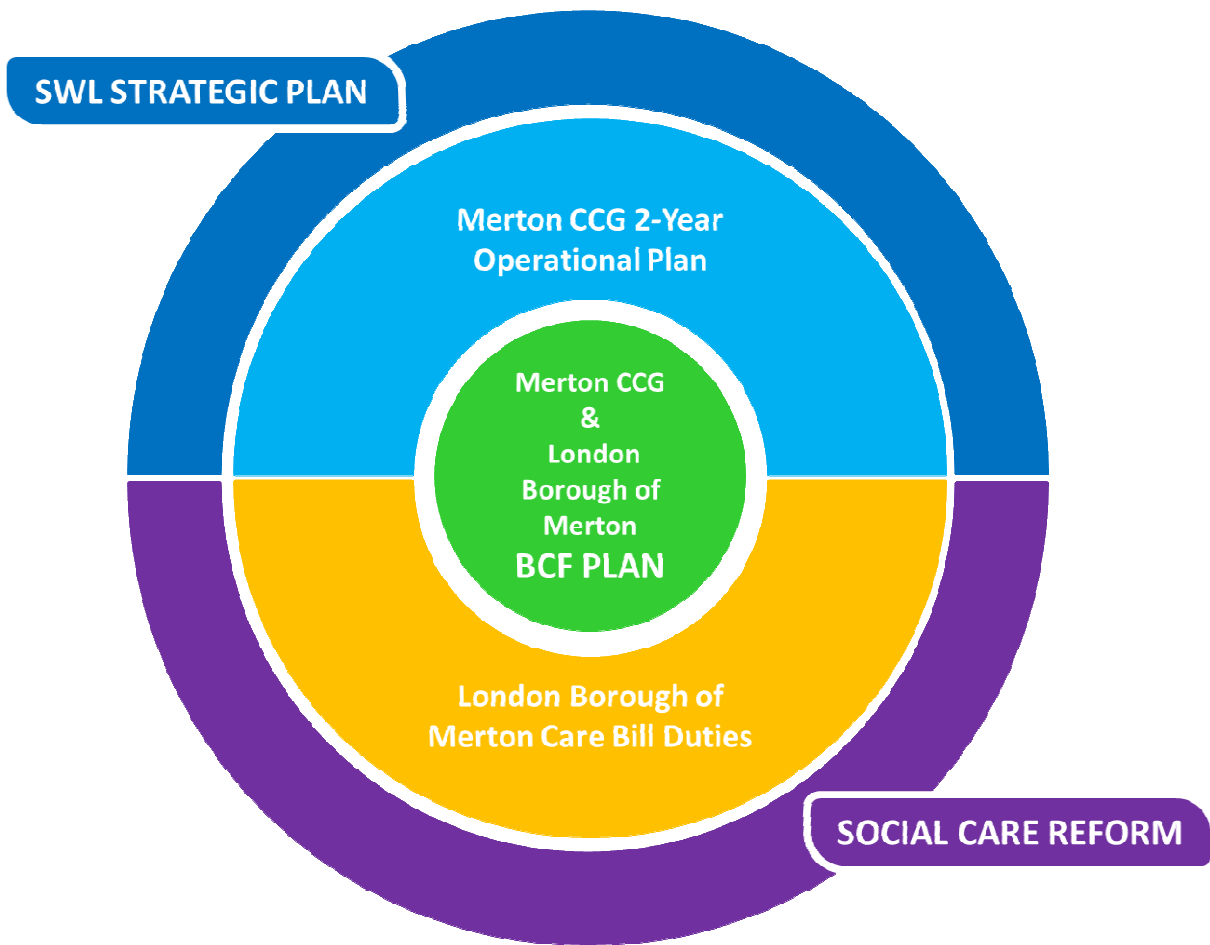 SWL STRATEGIC PLAN
Merton CCG 2-Year
Operational Plan
Merton CCG
&
London
Borough of
Merton
BCF PLAN
London Borough of
Merton Care Bill Duties
SOCIAL CARE REFORM